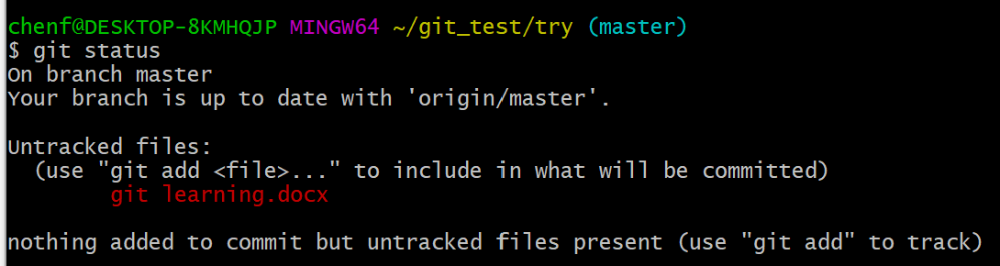 chenf@DESKTOP-8KMHQJP MINGW64 ~/git_test/try (master)
$ git status
On branch master
Your branch is up to date with 'origin/master'.
Untracked files:
(use "git add <file>..." to include in what will be committed)
git learning.docx
nothing added to commit but untracked files present (use "git add" to track)